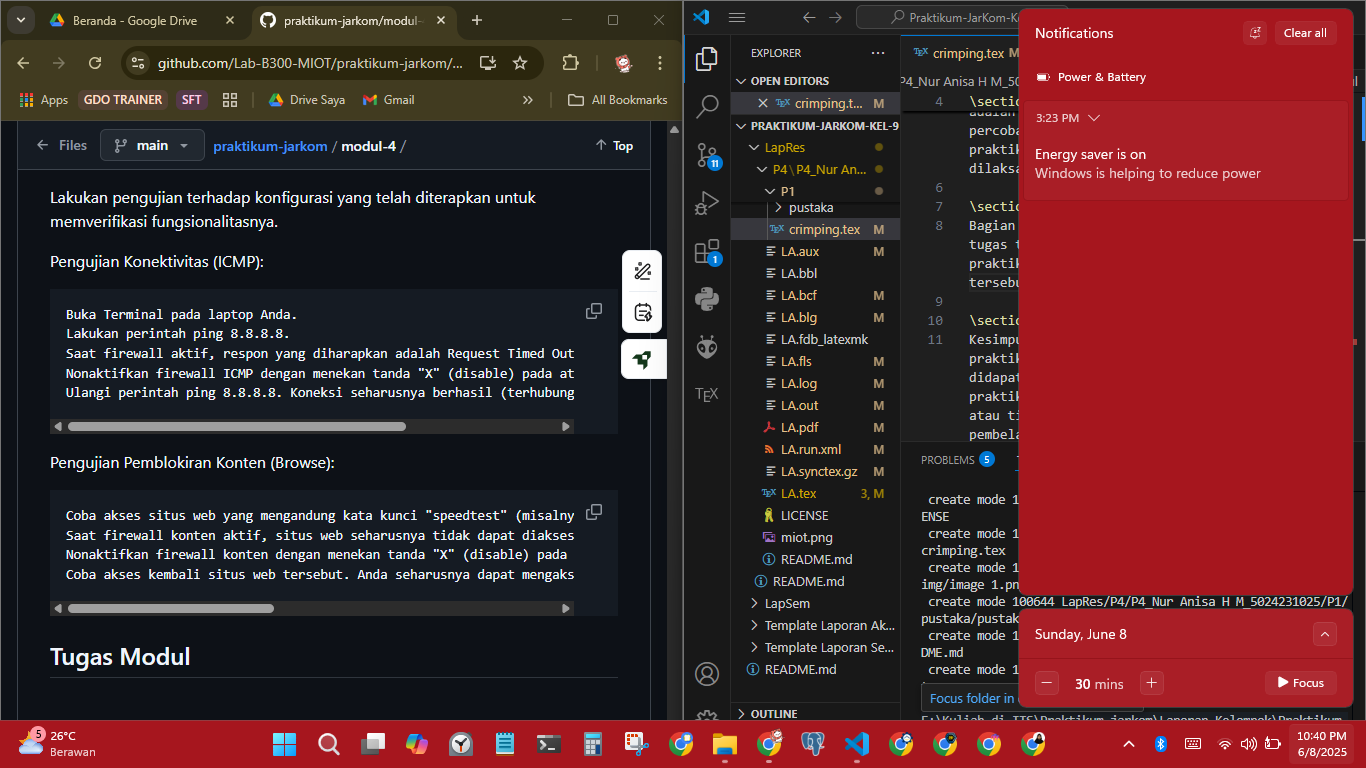 Beranda - Google Drive
praktikum-jarkom/modul-
github.com/Lab-B300-MIOT/praktikum-jarkom/...
Apps
GDO TRAINER
SFT
Drive Saya
Gmail
All Bookmarks
Files
main
praktikum-jarkom / modul-4 /
Top
Lakukan pengujian terhadap konfigurasi yang telah diterapkan untuk
memverifikasi fungsionalitasnya.
Pengujian Konektivitas (ICMP):
Buka Terminal pada laptop Anda.
Lakukan perintah ping 8.8.8.8.
Saat firewall aktif, respon yang diharapkan adalah Request Timed Out
Nonaktifkan firewall ICMP dengan menekan tanda "X" (disable) pada at
Ulangi perintah ping 8.8.8.8. Koneksi seharusnya berhasil (terhubung
Pengujian Pemblokiran Konten (Browse):
Coba akses situs web yang mengandung kata kunci "speedtest" (misalny
Saat firewall konten aktif, situs web seharusnya tidak dapat diakses
Nonaktifkan firewall konten dengan menekan tanda "X" (disable) pada
Coba akses kembali situs web tersebut. Anda seharusnya dapat mengaks
Tugas Modul
Praktikum-JarKom-Ke
EXPLORER
OPEN EDITORS
crimping.t... M
PRAKTIKUM-JARKOM-KEL-9
LapRes
P4 \ P4_Nur An...
P1
pustaka
crimping.tex M
LA.aux M
LA.bbl
LA.bcf M
LA.blg M
LA.fdb_latexmk
LA.fls M
LA.log M
LA.out M
LA.pdf M
LA.run.xml M
LA.synctex.gz M
LA.tex 3, M
LICENSE
miot.png
README.md
README.md
LapSem
Template Laporan Ak...
Template Laporan Se...
README.md
OUTLINE
11
1
TEX
crimping.tex M
P4_Nur Anisa H M_50
4 \sectio
adalah
percoba
praktik
dilaksa
6
7 \sectio
8 Bagian
tugas t
praktik
tersebu
9
10 \sectio
11 Kesimpu
praktik
didapat
praktik
atau ti
pembela
PROBLEMS 5
create mode 1
ENSE
create mode 1
crimping.tex
create mode 1
img/image 1.pn
create mode 100644 LapRes/P4/P4_Nur Anisa H M_5024231025/P1/
pustaka/pustak
create mode 1
DME.md
create mode 1
Focus folder in
E:\Kuliah di ITS\Praktikum jarkom\Laporan Kelompok\Praktikum
Notifications
Clear all
Power & Battery
3:23 PM
Energy saver is on
Windows is helping to reduce power
Sunday, June 8
30 mins
Focus
5
26°C
Berawan
10:40 PM
6/8/2025